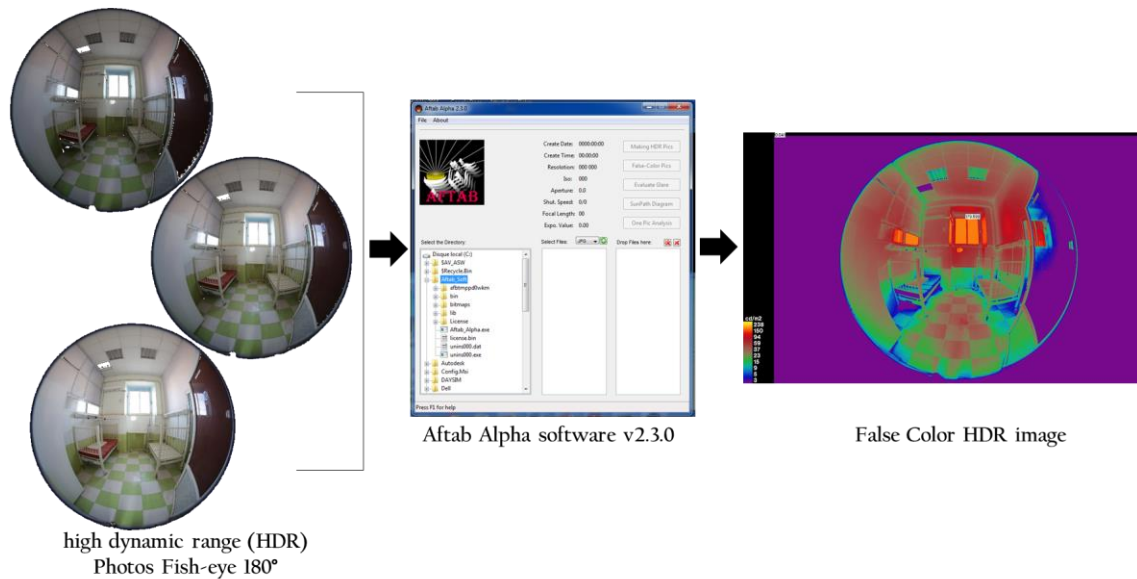 high dynamic range (HDR)
Photos Fish-eye 180°
Aftab Alpha 2.3.0
File About
AFTAB
Create Date: 0000:00:00
Create Time: 00:00:00
Resolution: 000 000
Iso: 000
Aperture: 0.0
Shut. Speed: 0/0
Focal Length: 00
Expo. Value: 0.00
Making HDR Pics
False-Color Pics
Evaluate Glare
SunPath Diagram
One Pic Analysis
Select the Directory:
Select Files:
Drop Files here
Disque local (C:)
SAV_ASW
$Recycle.Bin
Aftab_Soft
bin
bitmaps
lib
License
Aftab_Alpha.exe
license.bin
unins000.dat
unins000.exe
Autodesk
Config.Msi
DAYSIM
Dell
Press F1 for help
Aftab Alpha software v2.3.0
cd/m2
94
59
37
23
15
9
False Color HDR image